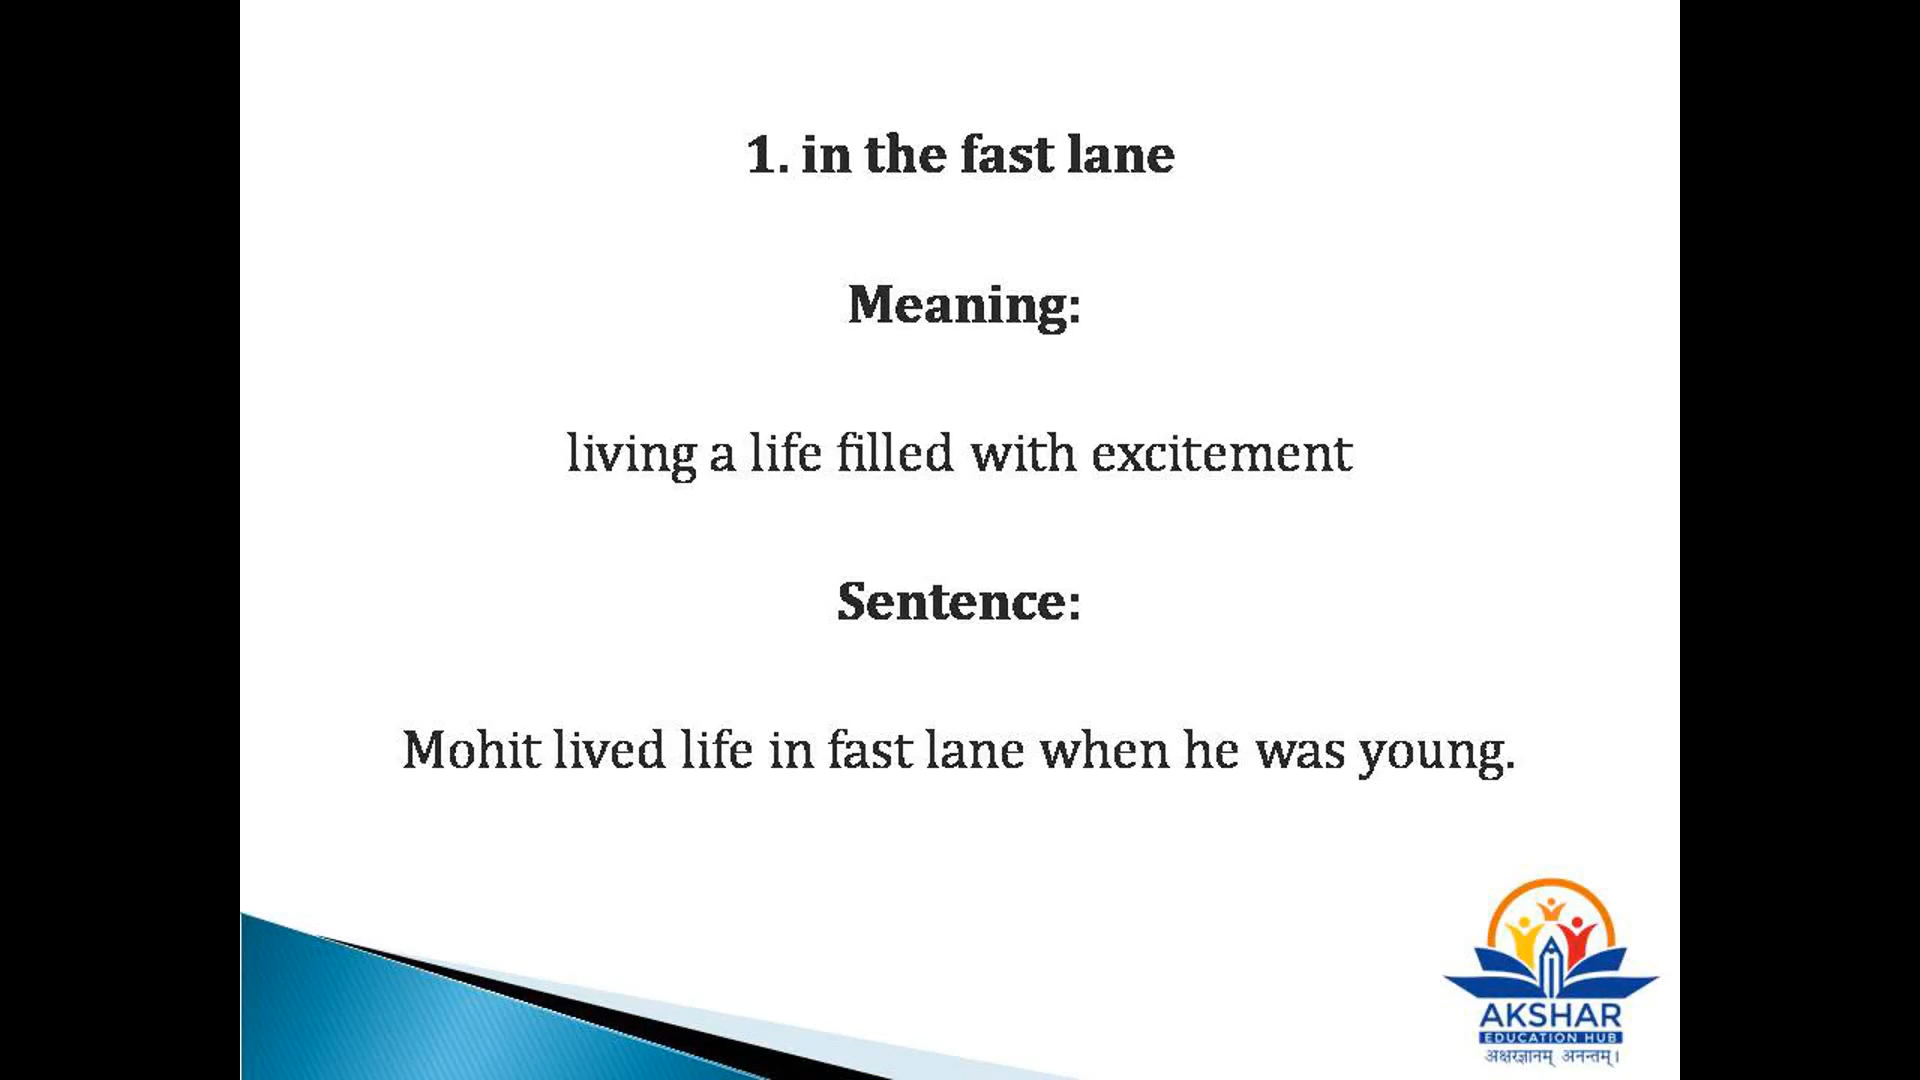 1. in the fast lane
Meaning:
living a life filled with excitement
Sentence:
Mohit lived life in fast lane when he was young.
AKSHAR
EDUCATION HUB
अक्षरज्ञानम् अनन्तम्।